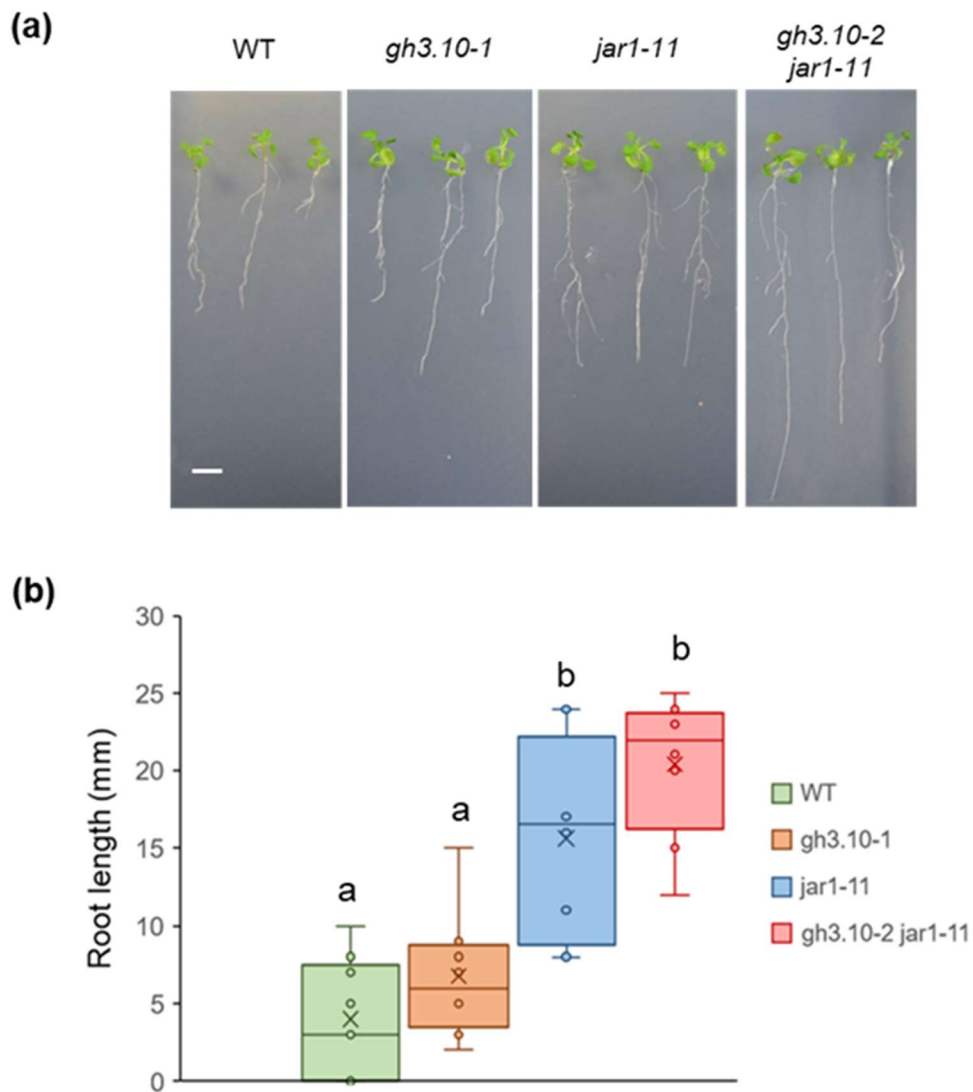 (a)
WT
gh3.10-1
jar1-11
gh3.10-2
jar1-11
(b)
Root length (mm)
30
25
20
15
10
5
0
a
a
b
b
WT
gh3.10-1
jar1-11
gh3.10-2 jar1-11